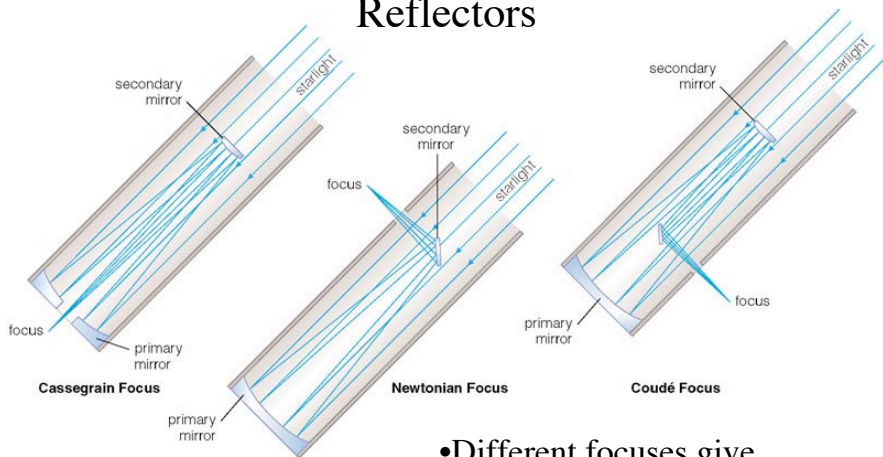 Reflectors
secondary
mirror
starlight
focus
primary
mirror
Cassegrain Focus
secondary
mirror
focus
starlight
primary
mirror
Newtonian Focus
secondary
mirror
starlight
focus
primary
mirror
Coudé Focus
•Different focuses give